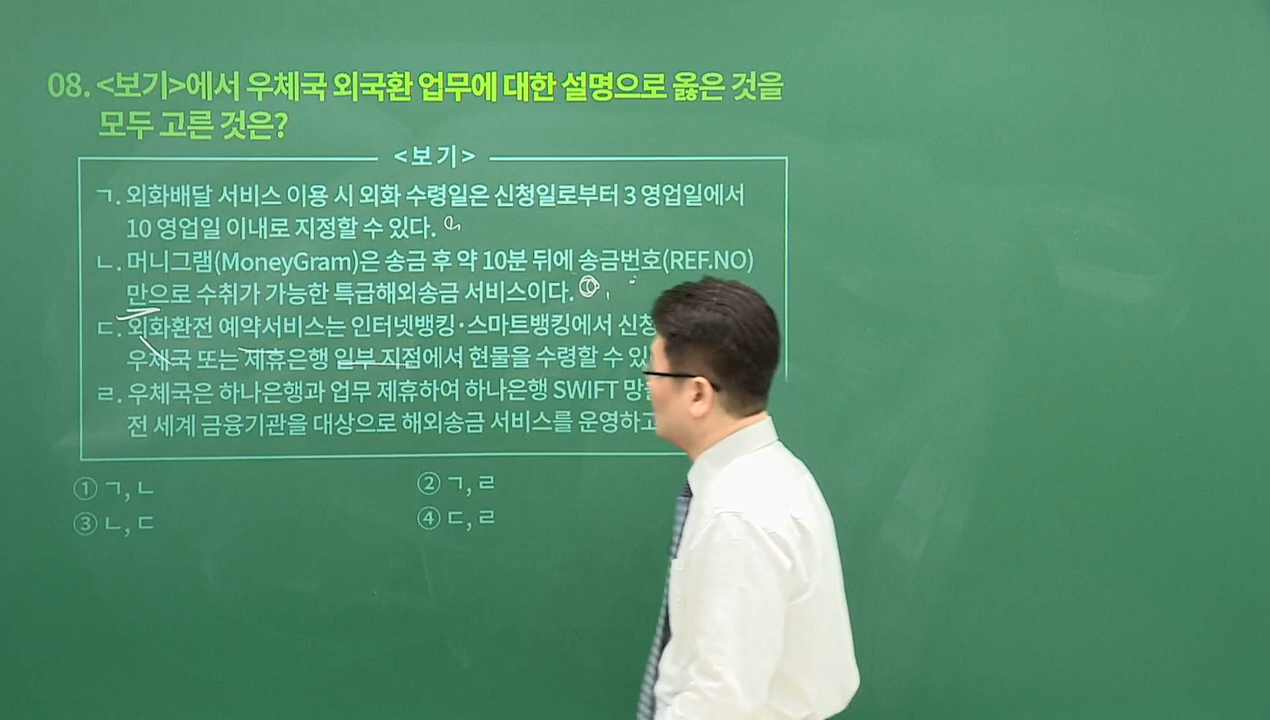 08. <보기>에서 우체국 외국환 업무에 대한 설명으로 옳은 것을
모두 고른 것은?
<보기>
ㄱ. 외화배달 서비스 이용 시 외화 수령일은 신청일로부터 3 영업일에서
10 영업일 이내로 지정할 수 있다.
ㄴ. 머니그램(MoneyGram)은 송금 후 약 10분 뒤에 송금번호(REF.NO)
만으로 수취가 가능한 특급해외송금 서비스이다.
ㄷ. 외화환전 예약서비스는 인터넷뱅킹·스마트뱅킹에서 신청
우체국 또는 제휴은행 일부 지점에서 현물을 수령할 수
ㄹ. 우체국은 하나은행과 업무 제휴하여 하나은행 SWIFT
전 세계 금융기관을 대상으로 해외송금 서비스를 운영하고
① ㄱ, ㄴ
② ㄱ, ㄹ
③ ㄴ, ㄷ
④ ㄷ, ㄹ